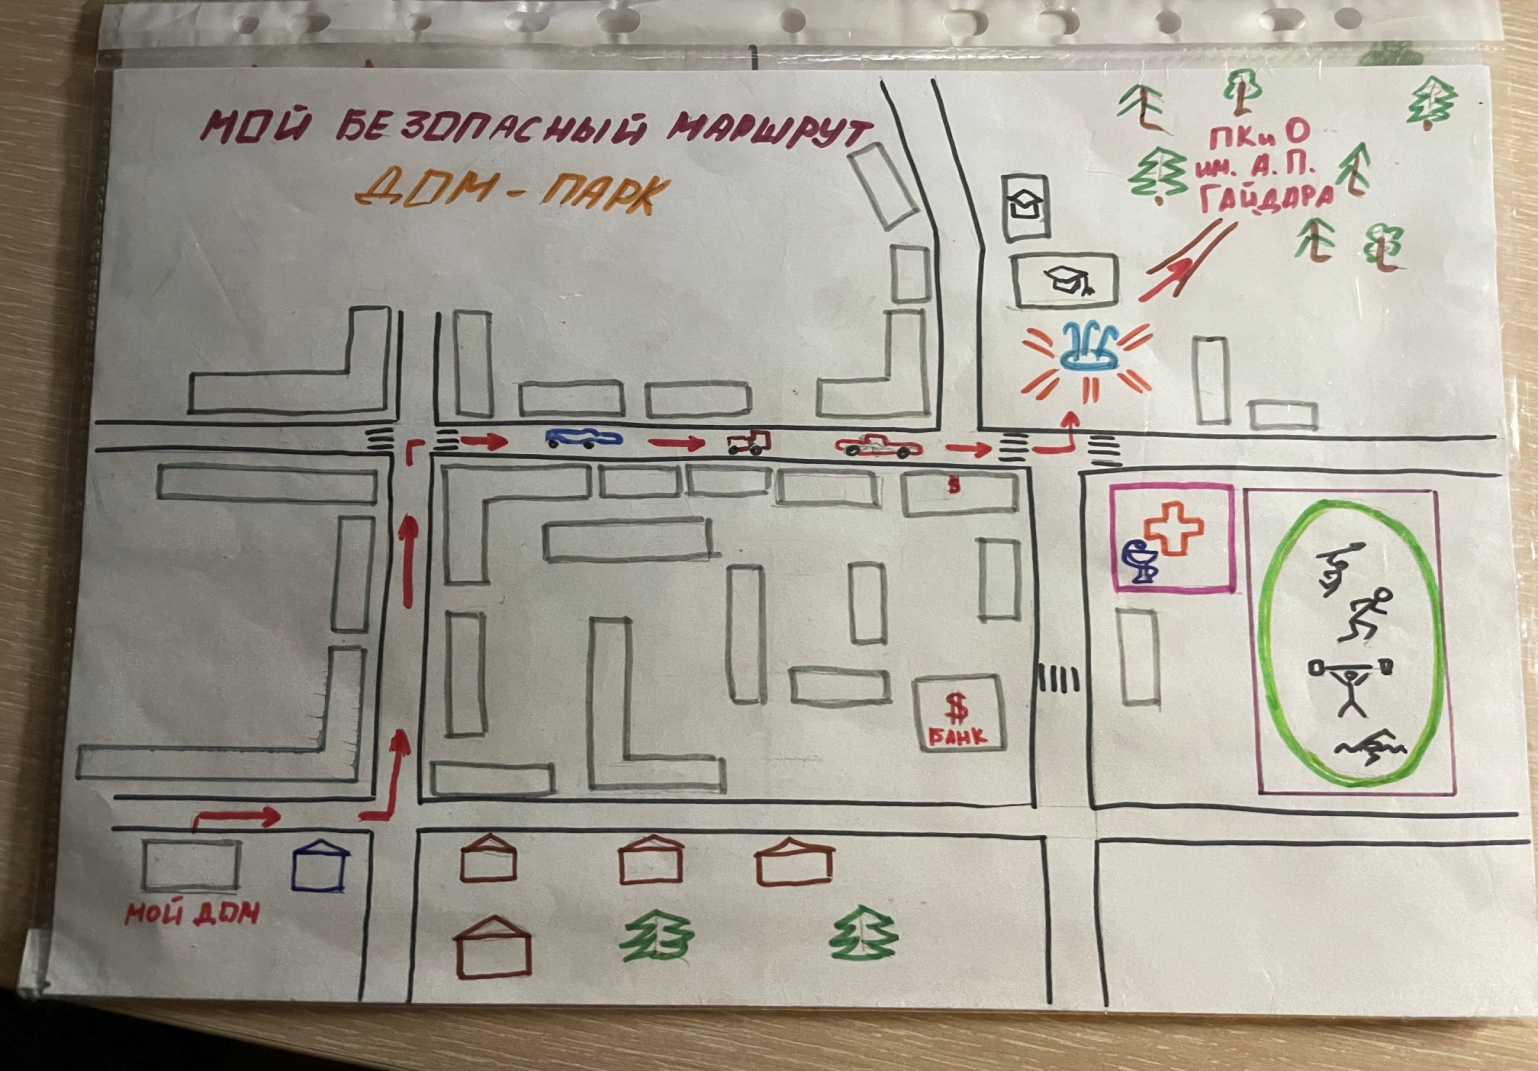 МОЙ БЕЗОПАСНЫЙ МАРШРУТ
ДОМ - ПАРК
ПКиО
им. А. П.
ГАЙДАРА
$
$
БАНК
МОЙ ДОМ